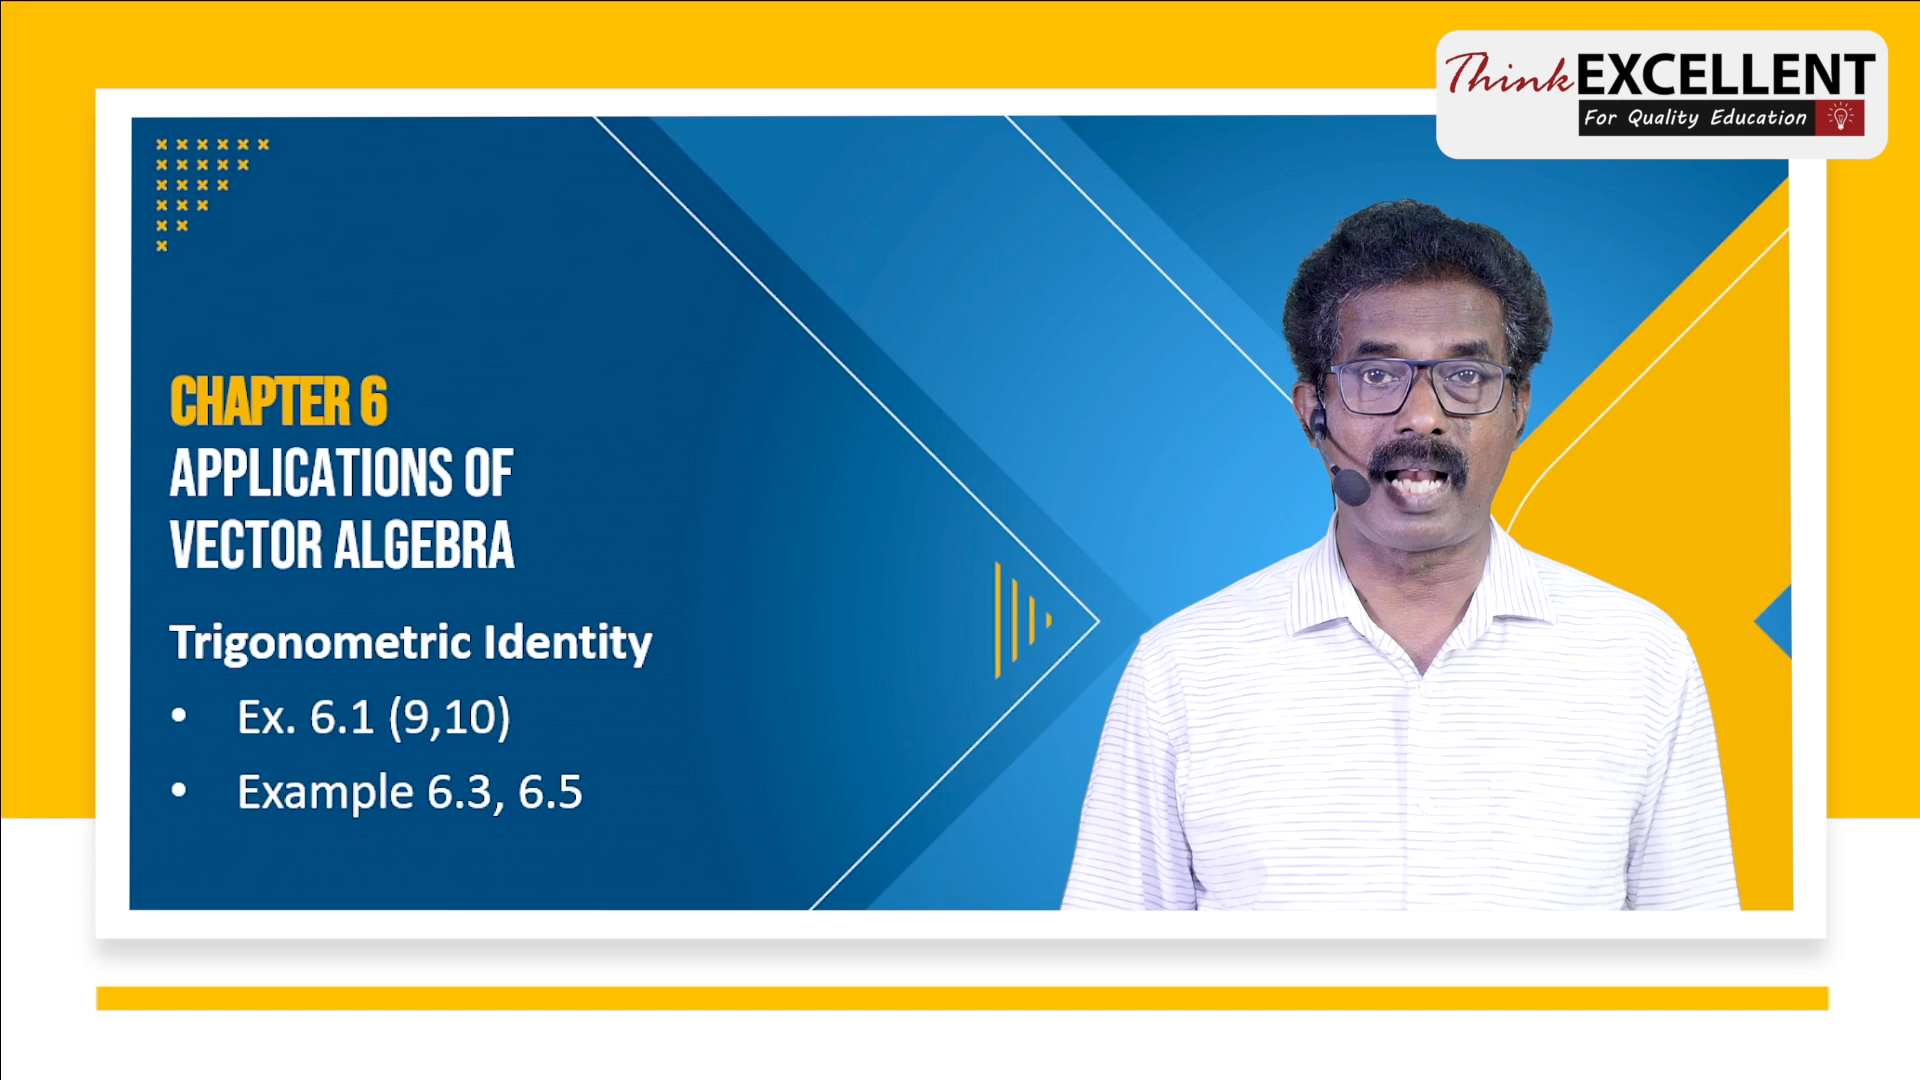 Think EXCELLENT
For Quality Education
CHAPTER 6
APPLICATIONS OF
VECTOR ALGEBRA
Trigonometric Identity
• Ex. 6.1 (9,10)
• Example 6.3, 6.5